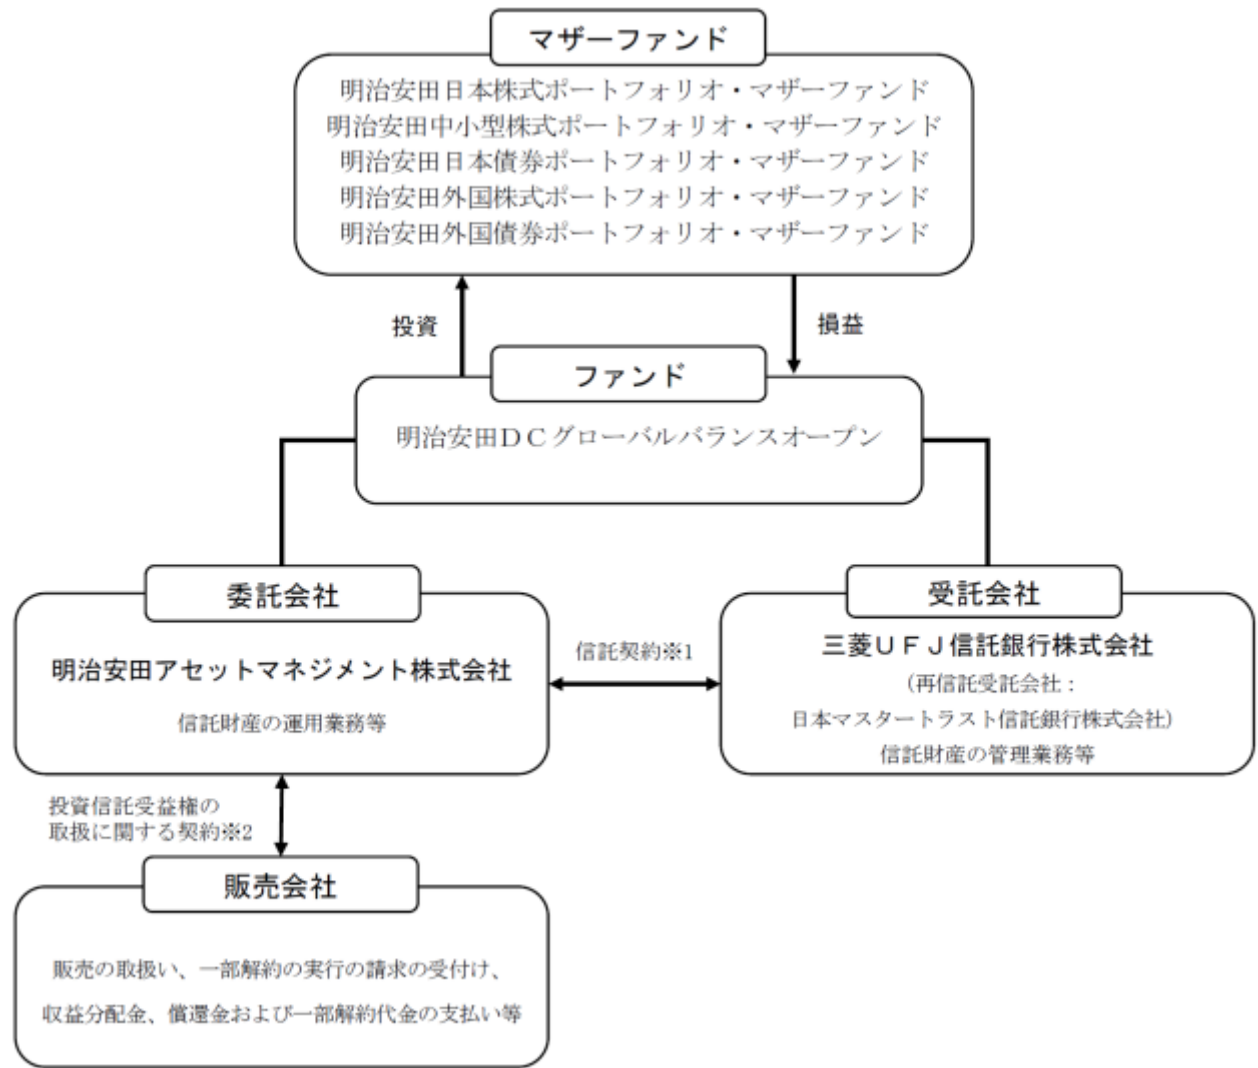 マザーファンド
明治安田日本株式ポートフォリオ・マザーファンド
明治安田中小型株式ポートフォリオ・マザーファンド
明治安田日本債券ポートフォリオ・マザーファンド
明治安田外国株式ポートフォリオ・マザーファンド
明治安田外国債券ポートフォリオ・マザーファンド
投資
損益
ファンド
明治安田ＤＣグローバルバランスオープン
委託会社
明治安田アセットマネジメント株式会社
信託財産の運用業務等
信託契約※1
受託会社
三菱ＵＦＪ信託銀行株式会社
（再信託受託会社：
日本マスタートラスト信託銀行株式会社）
信託財産の管理業務等
投資信託受益権の
取扱に関する契約※2
販売会社
販売の取扱い、一部解約の実行の請求の受付け、
収益分配金、償還金および一部解約代金の支払い等